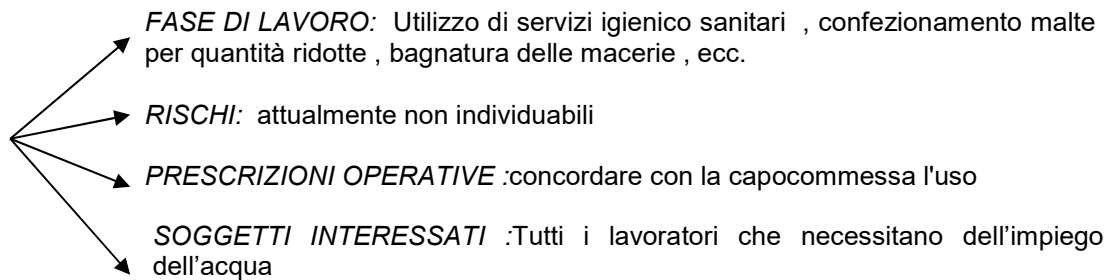 FASE DI LAVORO: Utilizzo di servizi igienico sanitari , confezionamento malte
per quantità ridotte , bagnatura delle macerie , ecc.
RISCHI: attualmente non individuabili
PRESCRIZIONI OPERATIVE :concordare con la capocommessa l'uso
SOGGETTI INTERESSATI :Tutti i lavoratori che necessitano dell’impiego
dell’acqua